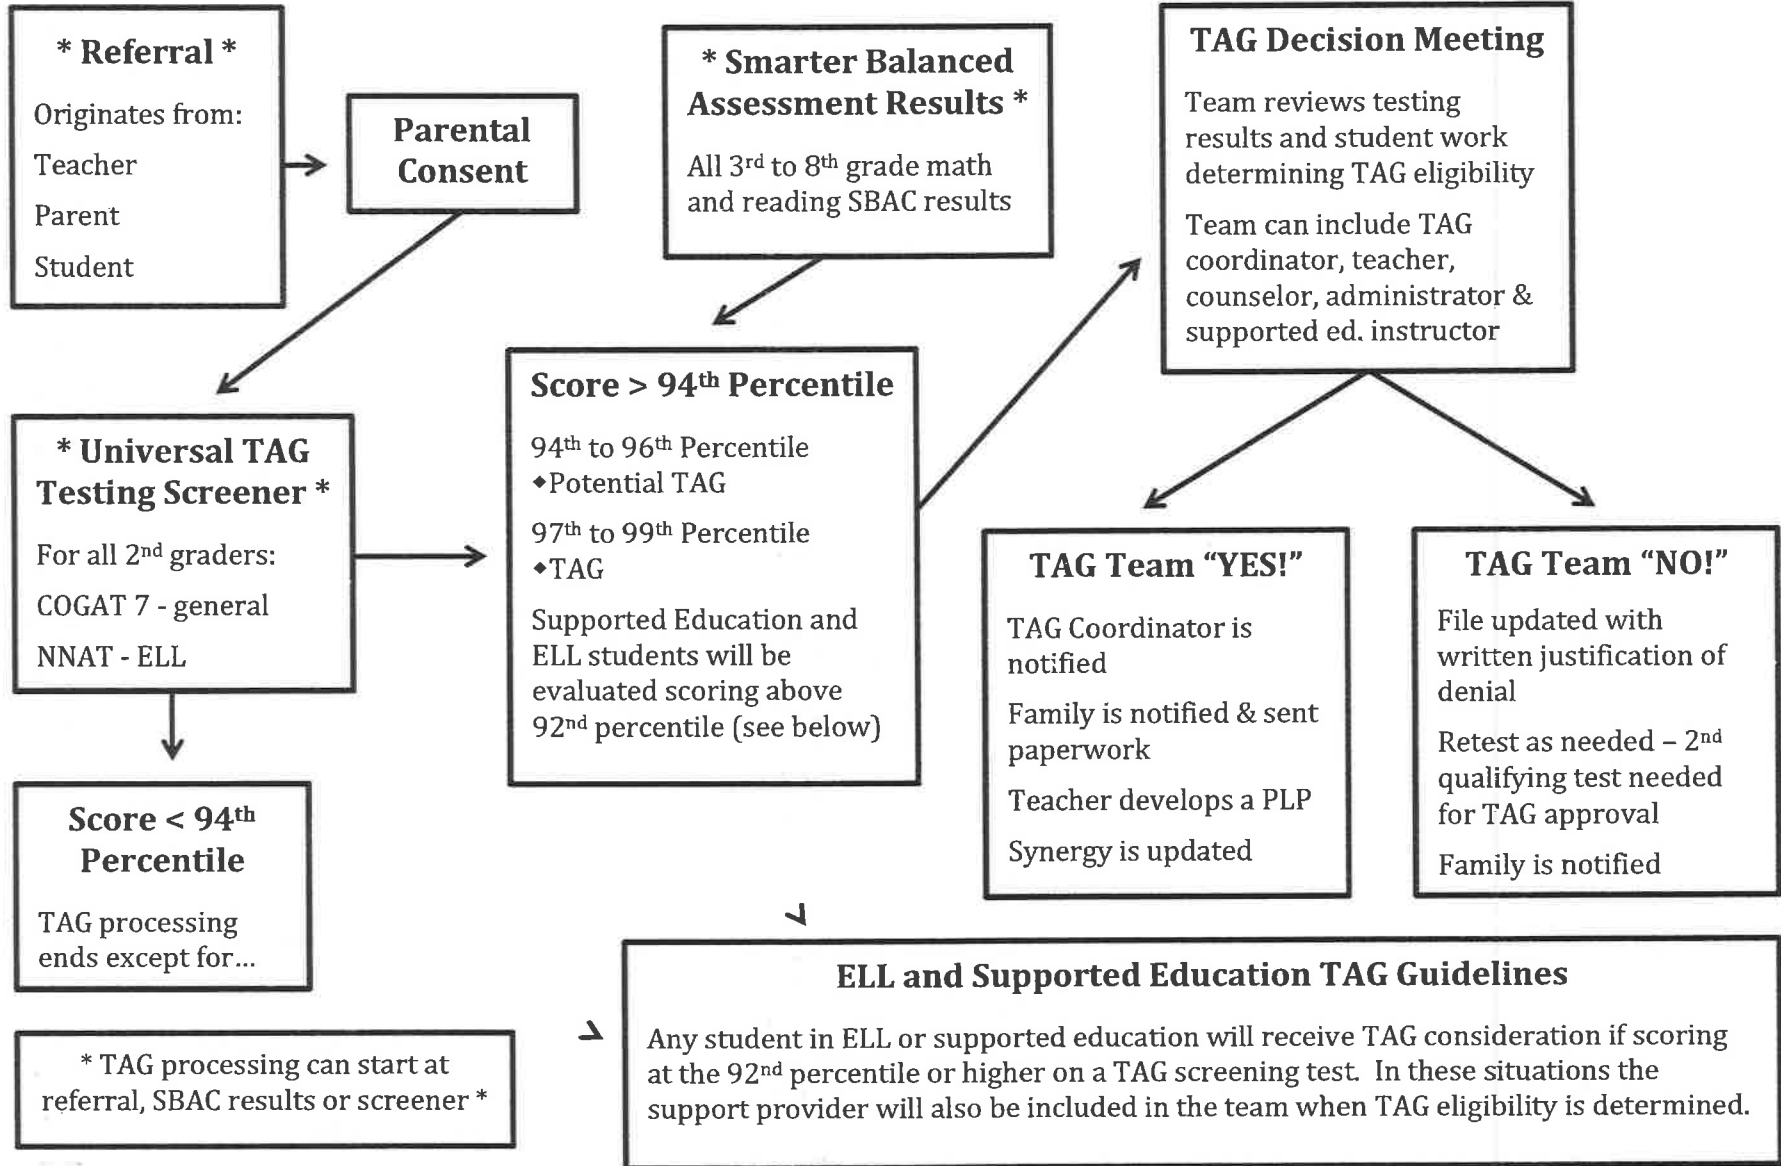 * Referral *
Originates from:
Teacher
Parent
Student
Parental
Consent
* Smarter Balanced
Assessment Results *
All 3rd to 8th grade math
and reading SBAC results
TAG Decision Meeting
Team reviews testing
results and student work
determining TAG eligibility
Team can include TAG
coordinator, teacher,
counselor, administrator &
supported ed. instructor
* Universal TAG
Testing Screener *
For all 2nd graders:
COGAT 7 - general
NNAT - ELL
Score > 94th Percentile
94th to 96th Percentile
◆Potential TAG
97th to 99th Percentile
◆TAG
Supported Education and
ELL students will be
evaluated scoring above
92nd percentile (see below)
TAG Team “YES!”
TAG Coordinator is
notified
Family is notified & sent
paperwork
Teacher develops a PLP
Synergy is updated
TAG Team “NO!”
File updated with
written justification of
denial
Retest as needed – 2nd
qualifying test needed
for TAG approval
Family is notified
Score < 94th
Percentile
TAG processing
ends except for...
* TAG processing can start at
referral, SBAC results or screener *
ELL and Supported Education TAG Guidelines
Any student in ELL or supported education will receive TAG consideration if scoring
at the 92nd percentile or higher on a TAG screening test. In these situations the
support provider will also be included in the team when TAG eligibility is determined.